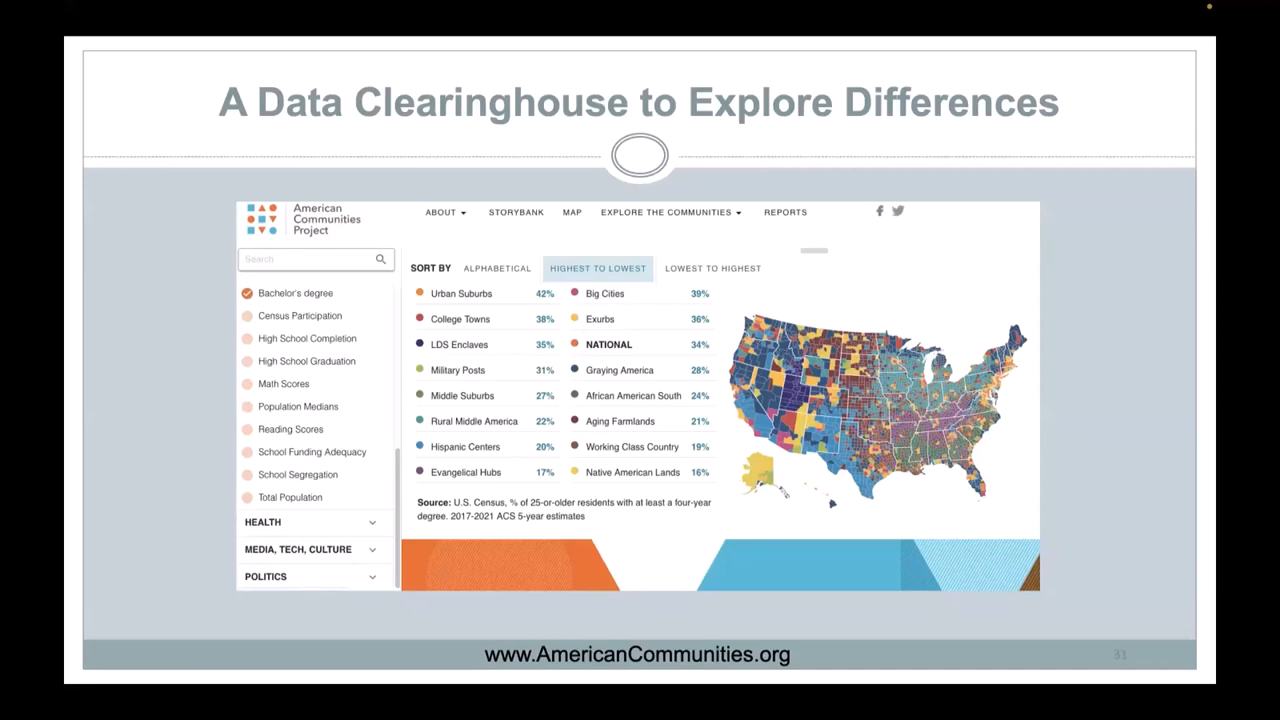 A Data Clearinghouse to Explore Differences
American
Communities
Project
ABOUT
STORYBANK
MAP
EXPLORE THE COMMUNITIES
REPORTS
Search
SORT BY
ALPHABETICAL
HIGHEST TO LOWEST
LOWEST TO HIGHEST
Bachelor's degree
Census Participation
High School Completion
High School Graduation
Math Scores
Population Medians
Reading Scores
School Funding Adequacy
School Segregation
Total Population
HEALTH
MEDIA, TECH, CULTURE
POLITICS
Urban Suburbs 42% Big Cities 39%
College Towns 38% Exurbs 36%
LDS Enclaves 35% NATIONAL 34%
Military Posts 31% Graying America 28%
Middle Suburbs 27% African American South 24%
Rural Middle America 22% Aging Farmlands 21%
Hispanic Centers 20% Working Class Country 19%
Evangelical Hubs 17% Native American Lands 16%
Source: U.S. Census, % of 25-or-older residents with at least a four-year
degree. 2017-2021 ACS 5-year estimates
www.AmericanCommunities.org
31